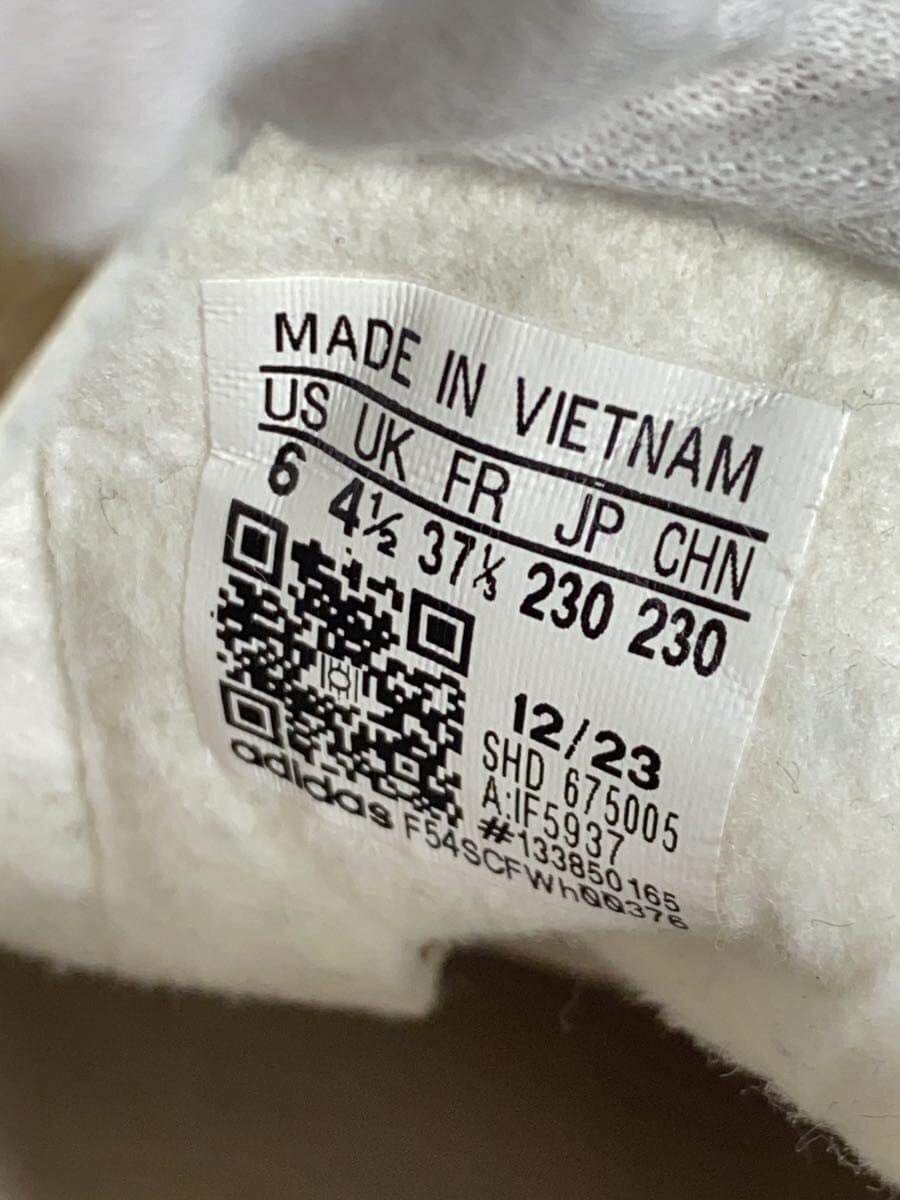 MADE IN VIETNAM
US UK FR JP CHN
6 4½ 37⅓ 230 230
12/23
SHD 675005
A:IF5937
#133850165
adidas F54SCFWh00376